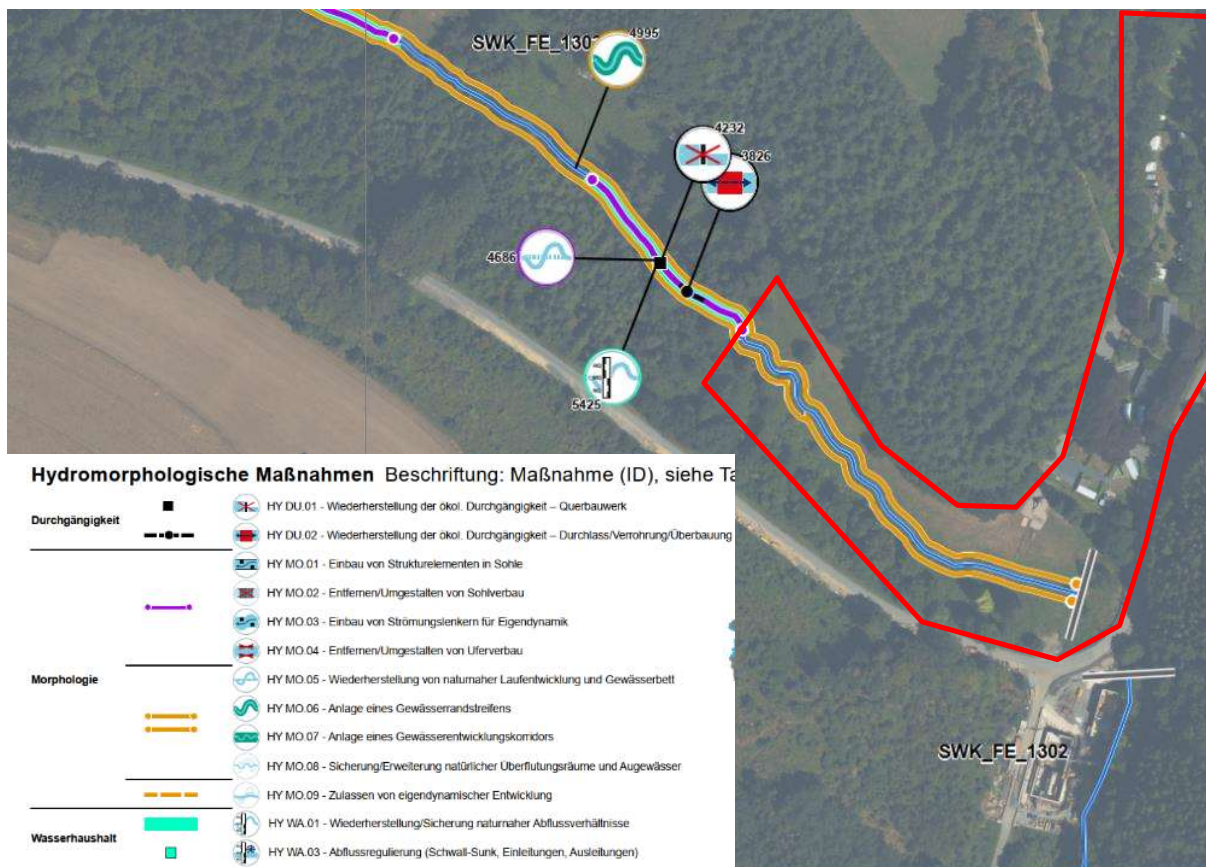 SWK_FE_1303
4995
4232
3826
4686
5425
Hydromorphologische Maßnahmen Beschriftung: Maßnahme (ID), siehe Ta
Durchgängigkeit
HY DU.01 - Wiederherstellung der ökol. Durchgängigkeit – Querbauwerk
HY DU.02 - Wiederherstellung der ökol. Durchgängigkeit – Durchlass/Verrohrung/Überbauung
HY MO.01 - Einbau von Strukturelementen in Sohle
HY MO.02 - Entfernen/Umgestalten von Sohlverbau
HY MO.03 - Einbau von Strömungslenkern für Eigendynamik
HY MO.04 - Entfernen/Umgestalten von Uferverbau
Morphologie
HY MO.05 - Wiederherstellung von naturnaher Laufentwicklung und Gewässerbett
HY MO.06 - Anlage eines Gewässerrandstreifens
HY MO.07 - Anlage eines Gewässerentwicklungskorridors
HY MO.08 - Sicherung/Erweiterung natürlicher Überflutungsräume und Augewässer
HY MO.09 - Zulassen von eigendynamischer Entwicklung
Wasserhaushalt
HY WA.01 - Wiederherstellung/Sicherung naturnaher Abflussverhältnisse
HY WA.03 - Abflussregulierung (Schwall-Sunk, Einleitungen, Ausleitungen)
SWK_FE_1302